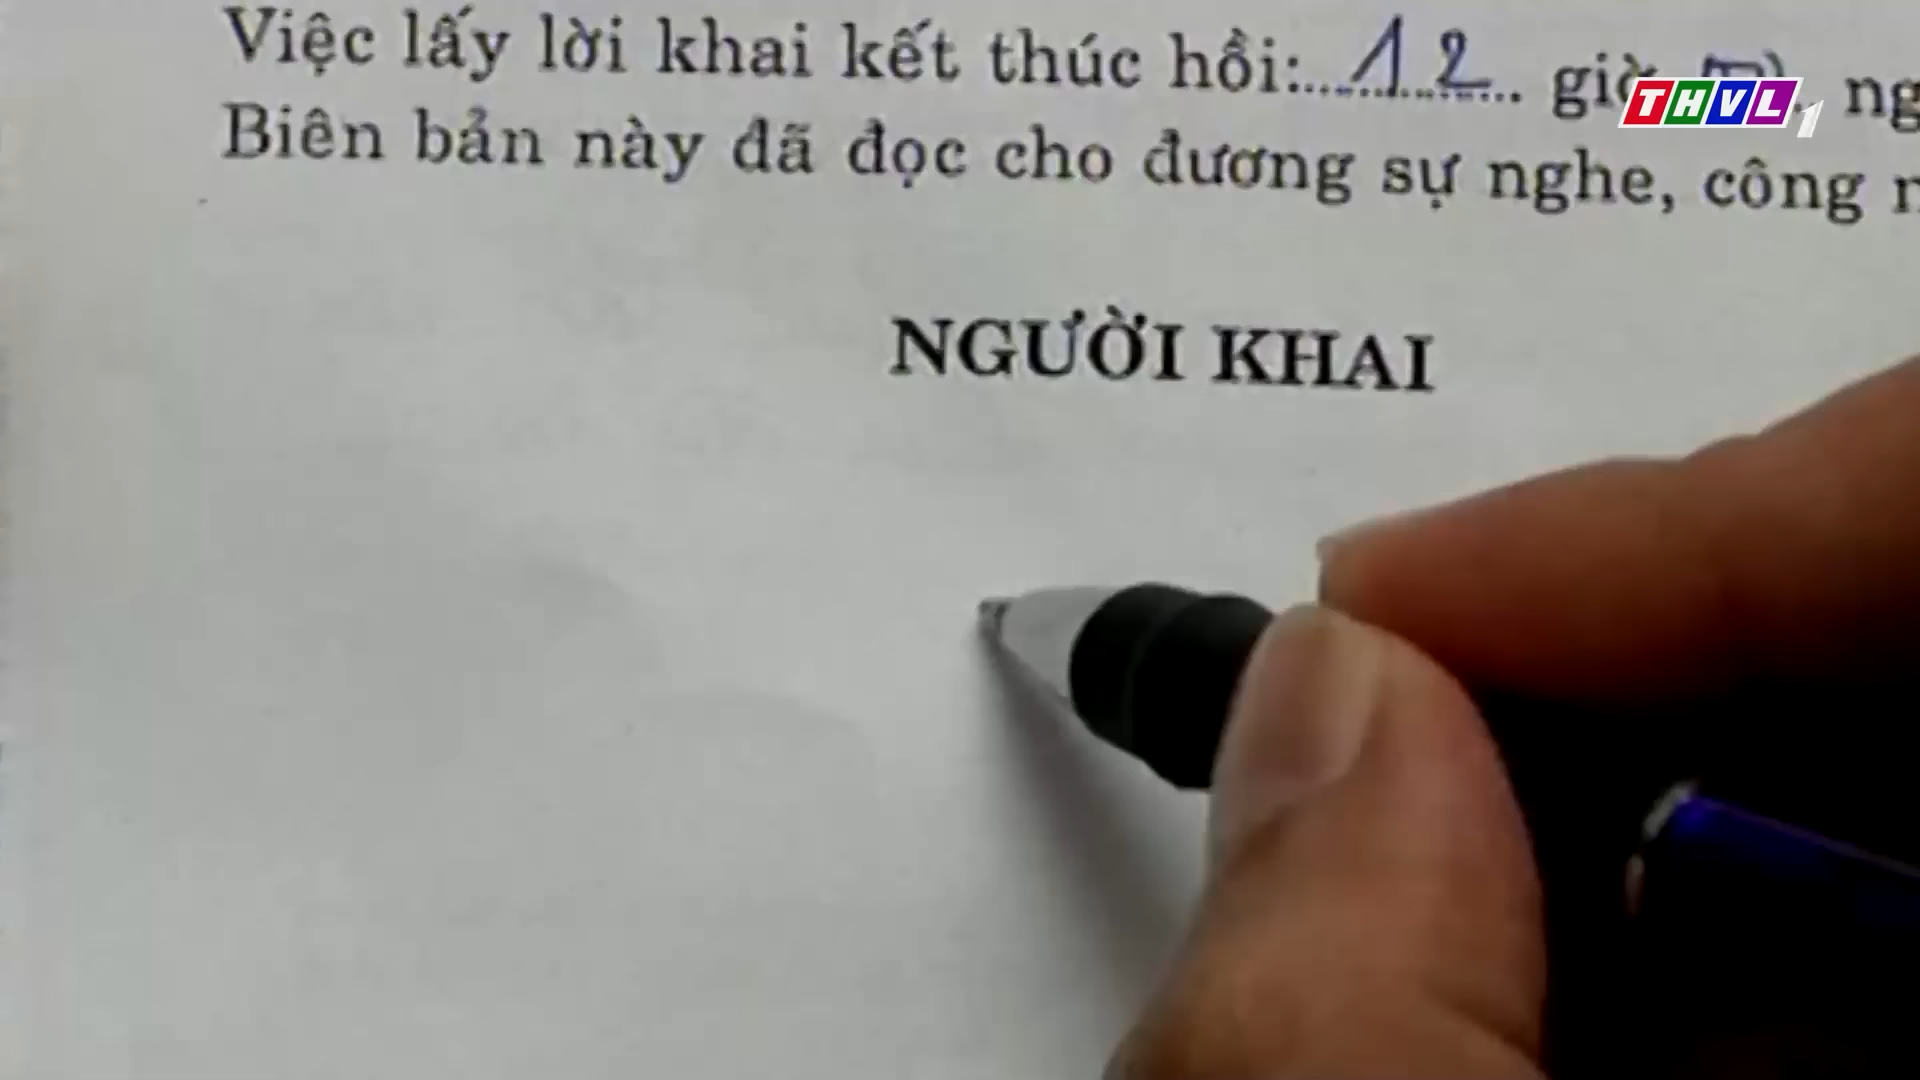 Việc lấy lời khai kết thúc hồi:....12.... giờ
THVL1
Biên bản này đã đọc cho đương sự nghe, công
NGƯỜI KHAI